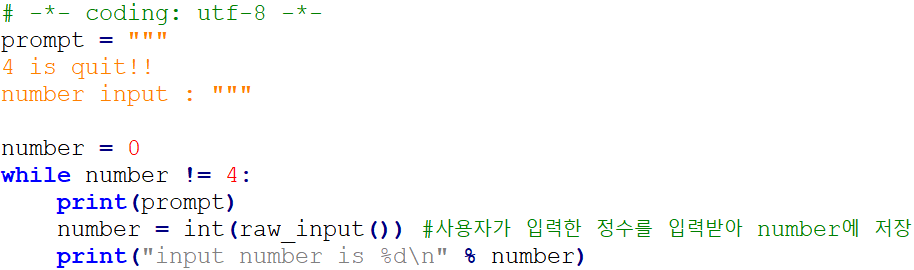 # -*- coding: utf-8 -*-
prompt = """
4 is quit!!
number input : """

number = 0
while number != 4:
    print(prompt)
    number = int(raw_input()) #사용자가 입력한 정수를 입력받아 number에 저장
    print("input number is %d\n" % number)